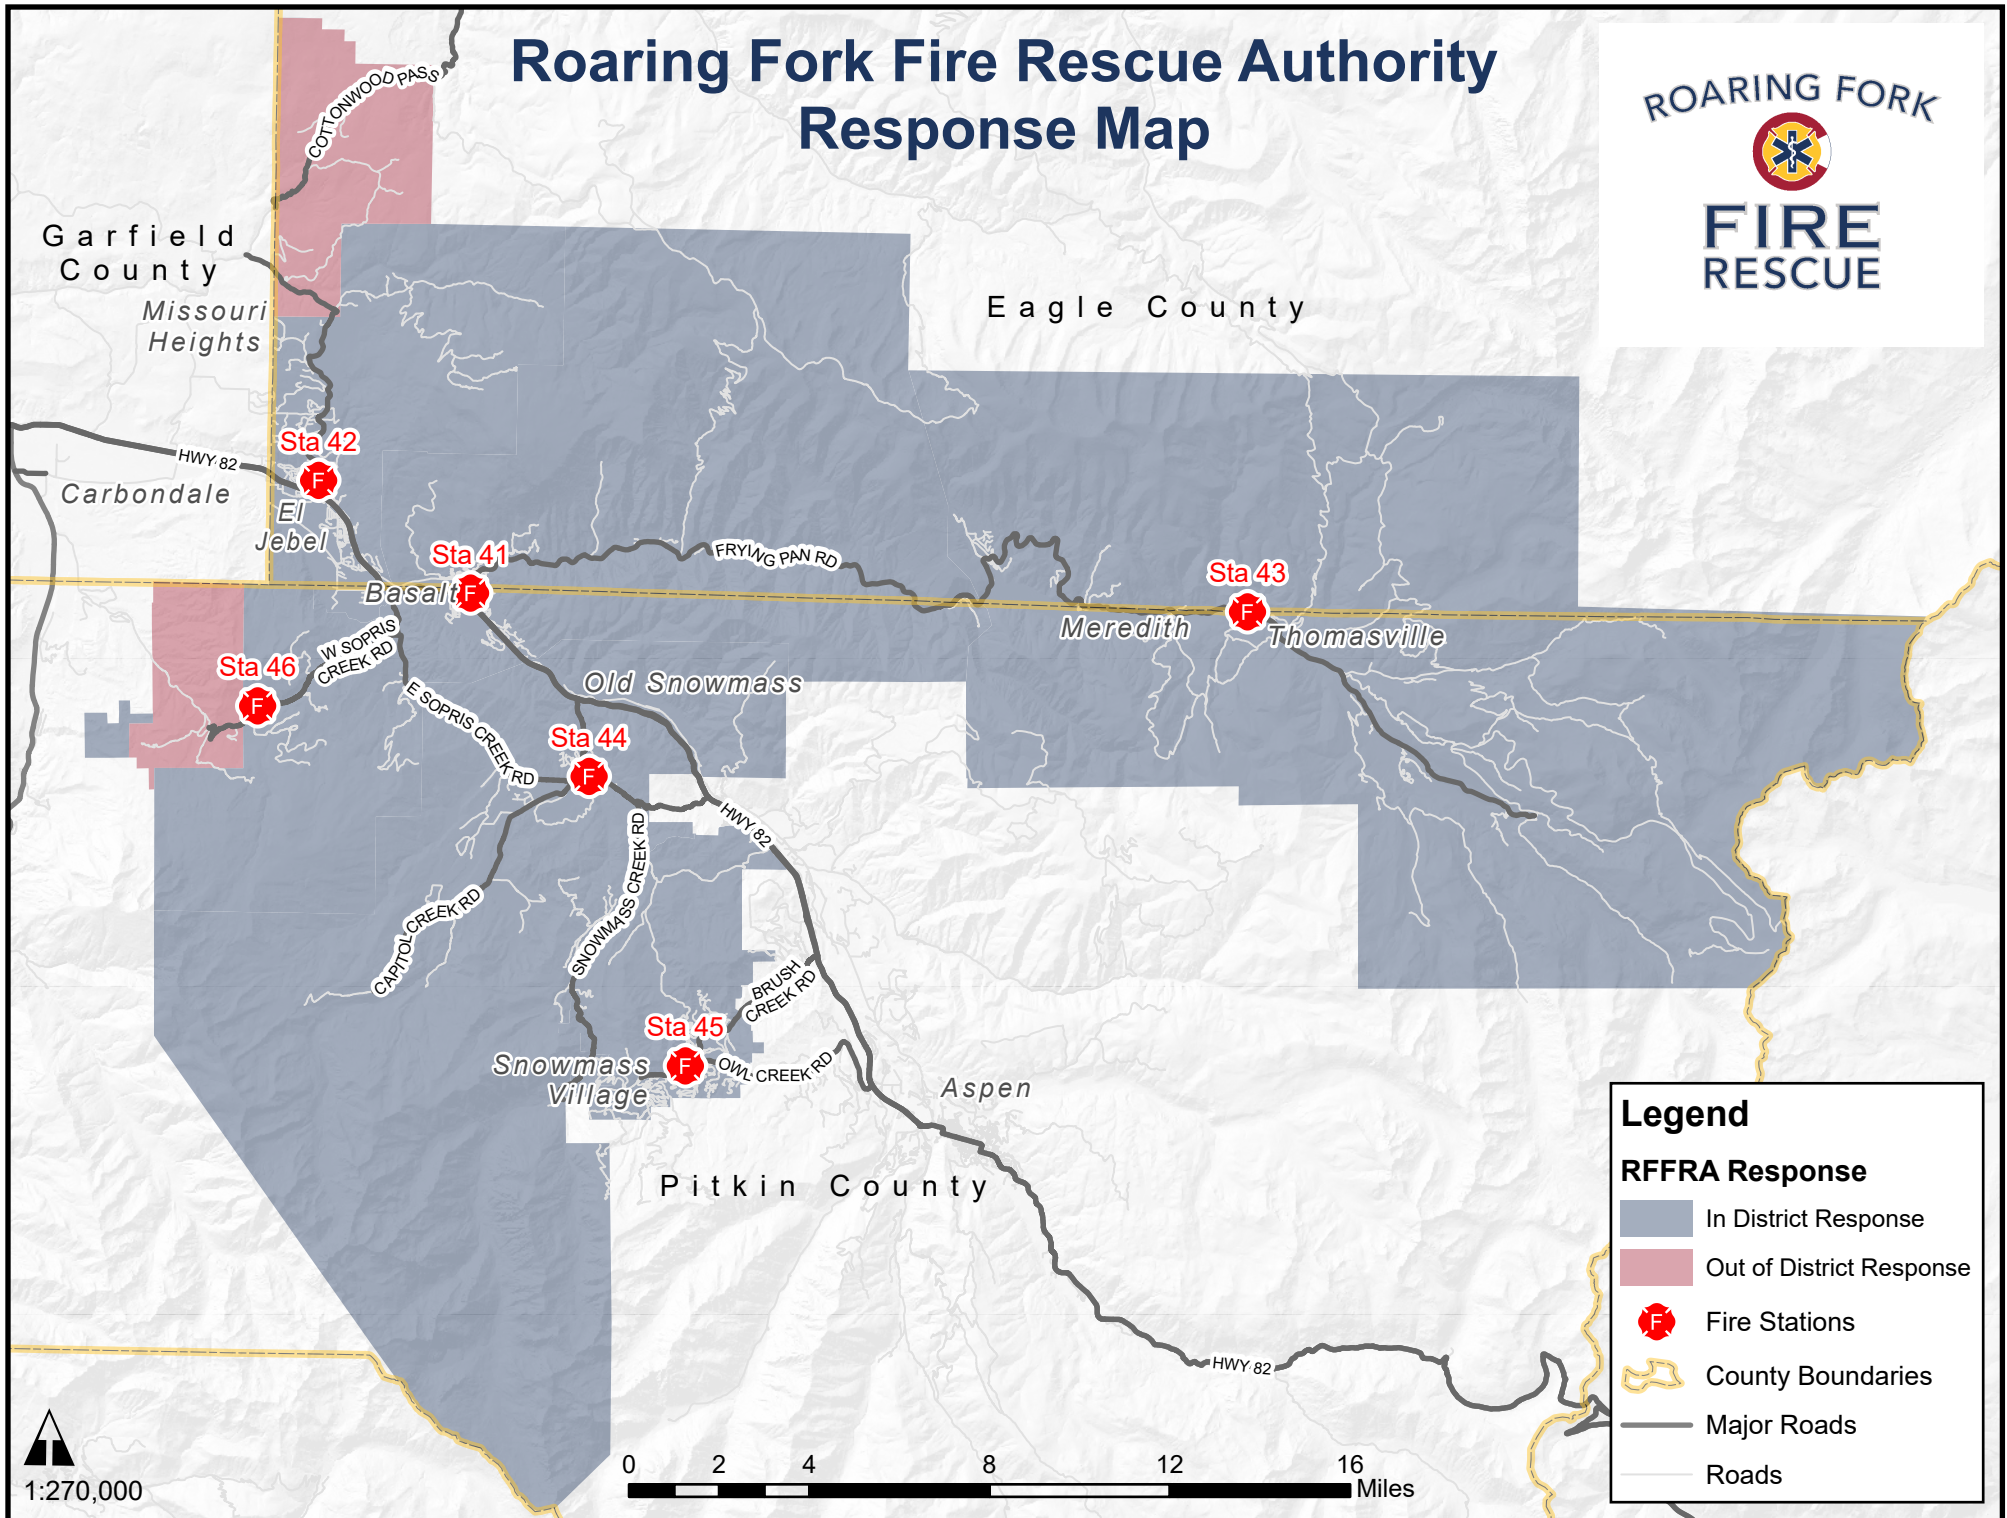 Roaring Fork Fire Rescue Authority
Response Map
ROARING FORK
FIRE
RESCUE
COTTONWOOD PASS
Garfield
County
Missouri
Heights
Eagle County
Sta 42
F
HWY 82
Carbondale
El
Jebel
Sta 41
F
Basalt
FRYING PAN RD
Sta 43
F
Meredith
Thomasville
W SOPRIS
CREEK RD
Sta 46
F
E SOPRIS CREEK RD
Old Snowmass
Sta 44
F
HWY 82
SNOWMASS CREEK RD
CAPITOL CREEK RD
BRUSH
CREEK RD
Sta 45
F
OWL CREEK RD
Snowmass
Village
Aspen
Pitkin County
HWY 82
Legend
RFFRA Response
In District Response
Out of District Response
F
Fire Stations
County Boundaries
Major Roads
Roads
1:270,000
0 2 4 8 12 16
Miles